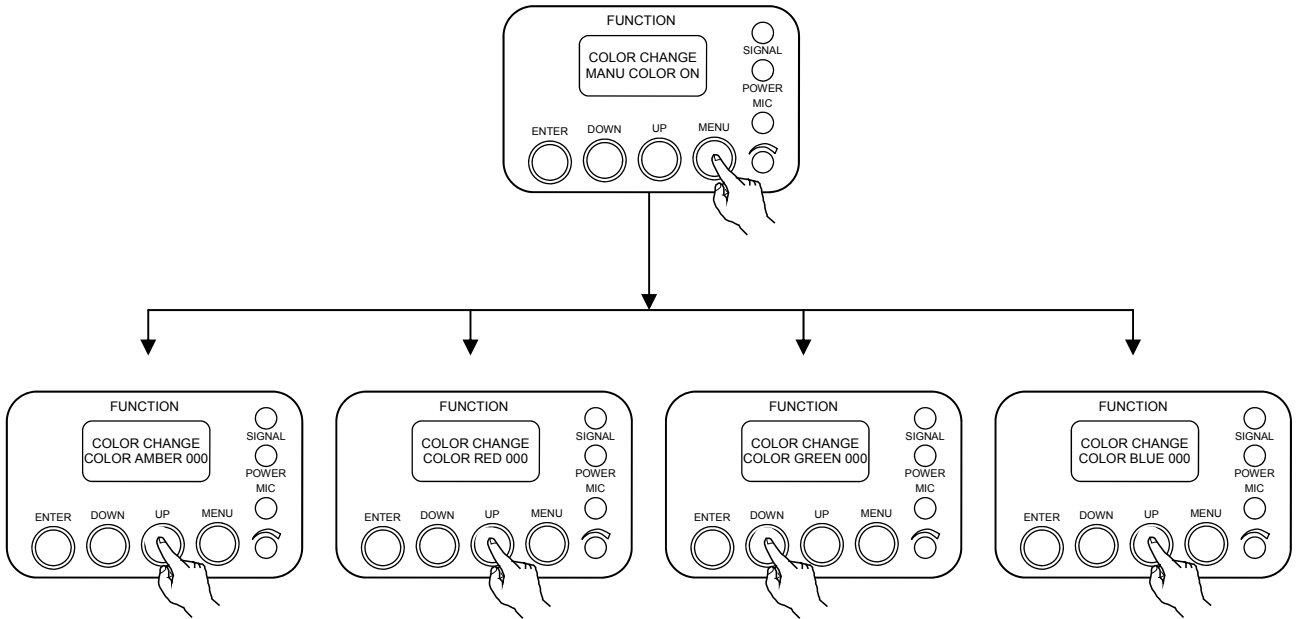 FUNCTION
COLOR CHANGE
MANU COLOR ON
SIGNAL
POWER
MIC
ENTER DOWN UP MENU
FUNCTION
COLOR CHANGE
COLOR AMBER 000
SIGNAL
POWER
MIC
ENTER DOWN UP MENU
FUNCTION
COLOR CHANGE
COLOR RED 000
SIGNAL
POWER
MIC
ENTER DOWN UP MENU
FUNCTION
COLOR CHANGE
COLOR GREEN 000
SIGNAL
POWER
MIC
ENTER DOWN UP MENU
FUNCTION
COLOR CHANGE
COLOR BLUE 000
SIGNAL
POWER
MIC
ENTER DOWN UP MENU